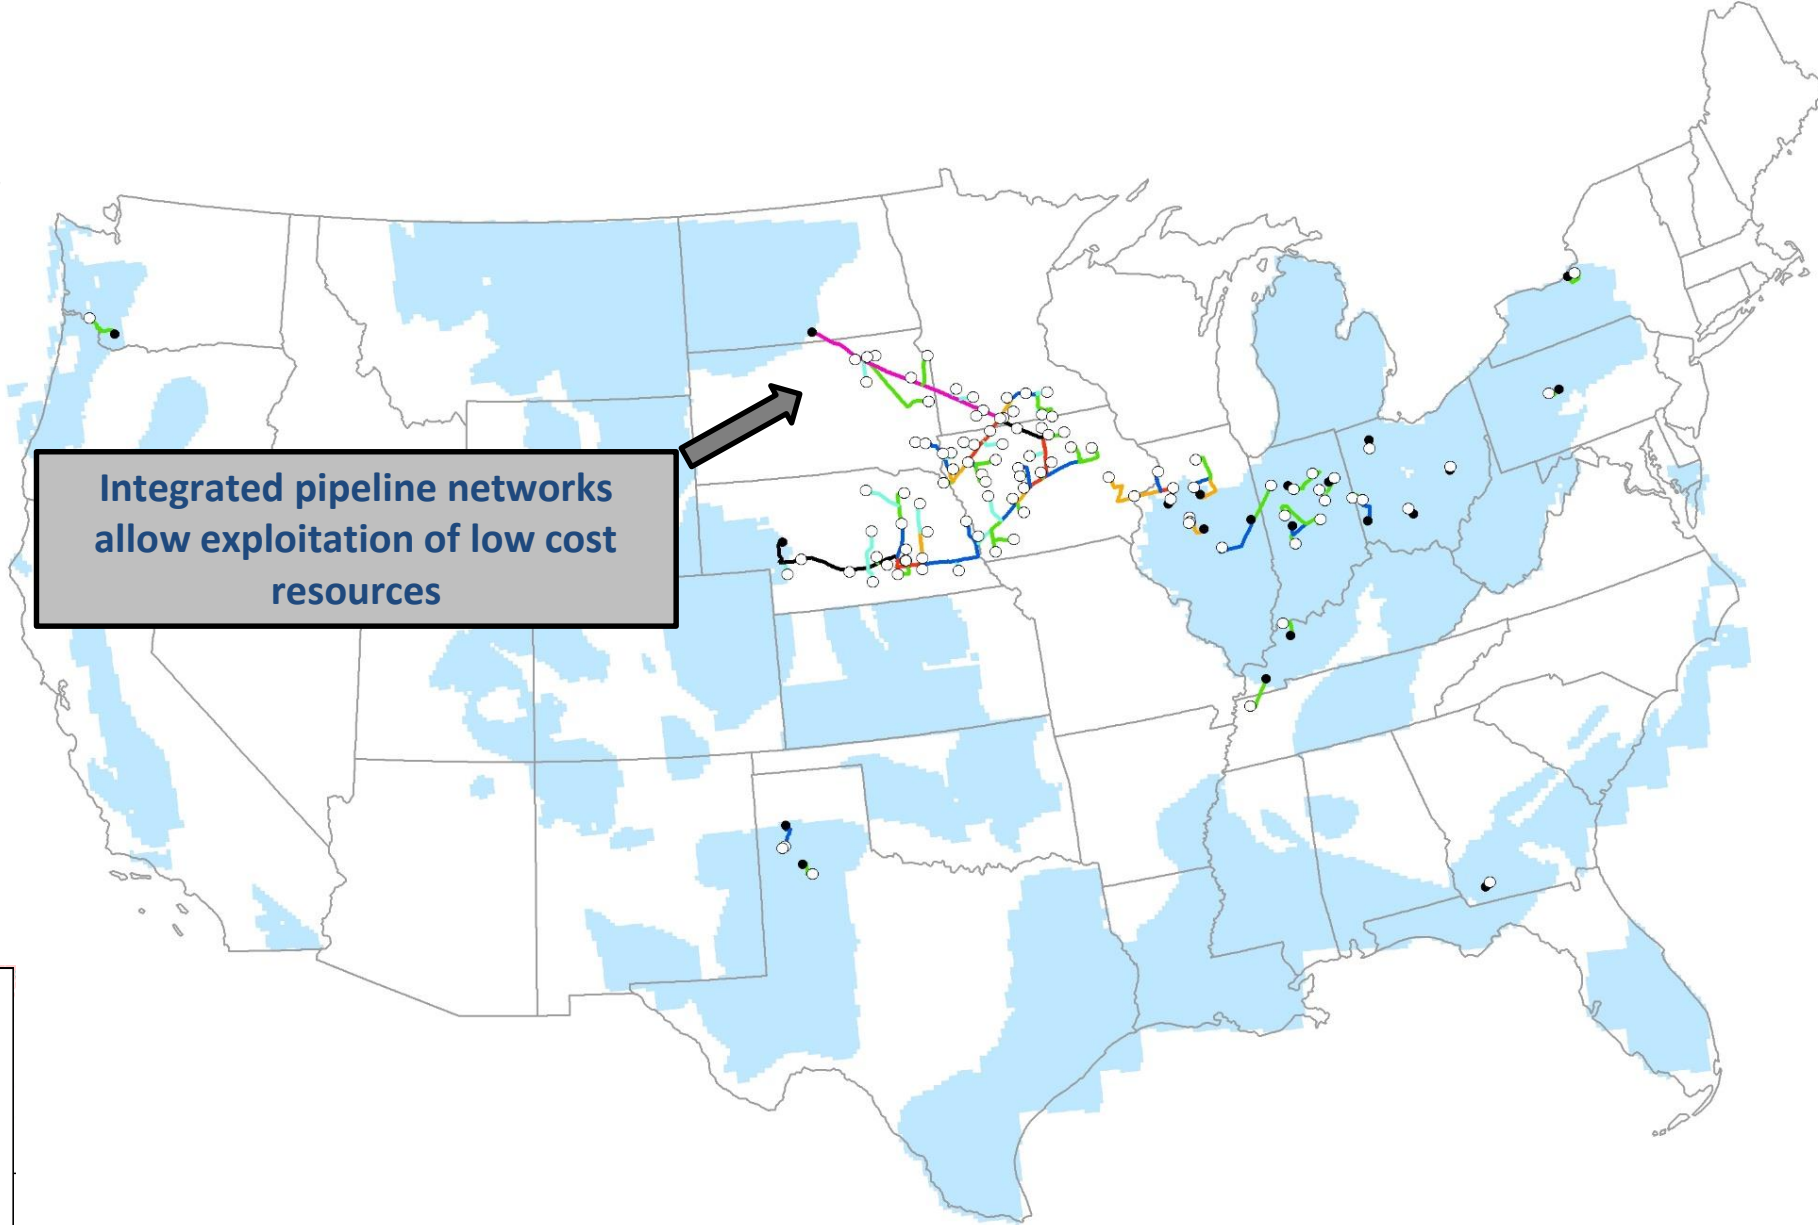 Integrated pipeline networks
allow exploitation of low cost
resources